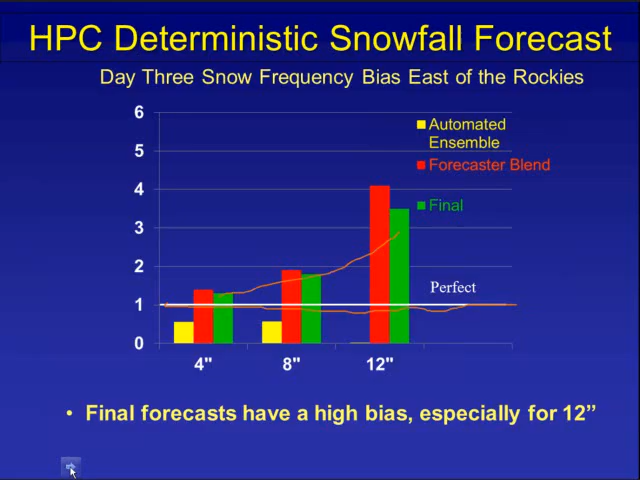 HPC Deterministic Snowfall Forecast
Day Three Snow Frequency Bias East of the Rockies
6
5
4
3
2
1
0
Automated
Ensemble
Forecaster Blend
Final
Perfect
4"
8"
12"
• Final forecasts have a high bias, especially for 12”